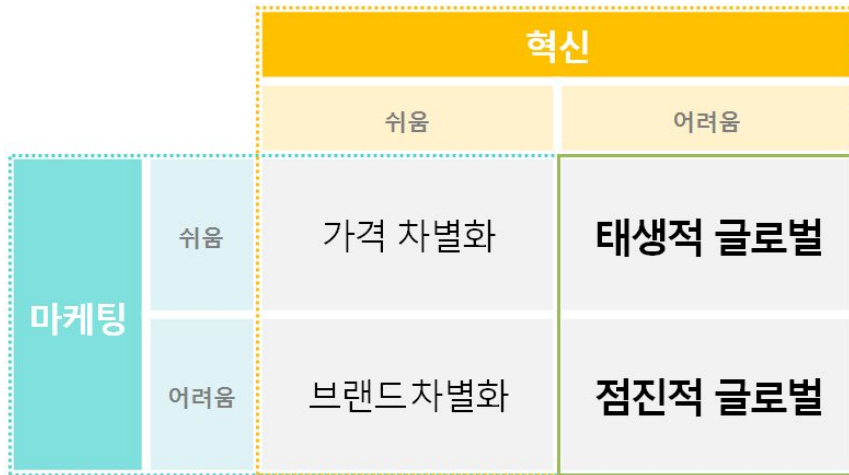 혁신
쉬움 어려움
마케팅
쉬움 가격 차별화 태생적 글로벌
어려움 브랜드차별화 점진적 글로벌